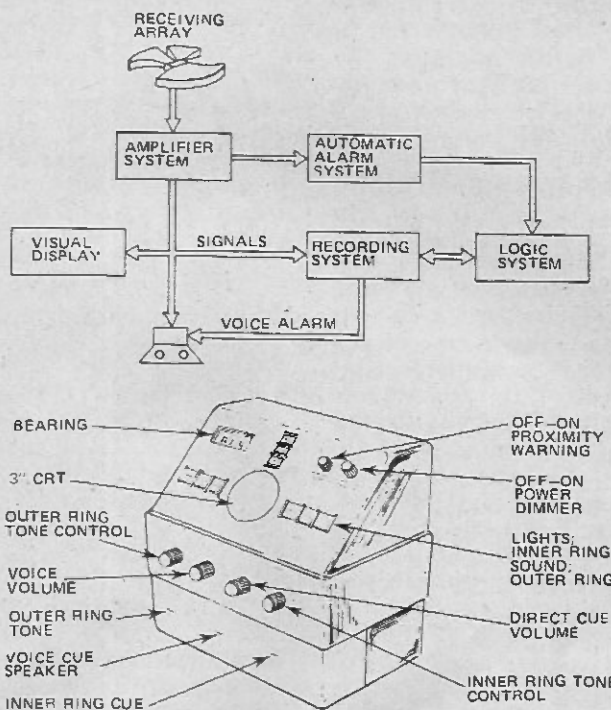 RECEIVING
ARRAY
AMPLIFIER
SYSTEM
AUTOMATIC
ALARM
SYSTEM
VISUAL
DISPLAY
SIGNALS
RECORDING
SYSTEM
LOGIC
SYSTEM
VOICE ALARM
BEARING
3" CRT
OUTER RING
TONE CONTROL
VOICE
VOLUME
OUTER RING
TONE
VOICE CUE
SPEAKER
INNER RING CUE
OFF-ON
PROXIMITY
WARNING
OFF-ON
POWER
DIMMER
LIGHTS;
INNER RING
SOUND;
OUTER RING
DIRECT CUE
VOLUME
INNER RING TONE
CONTROL